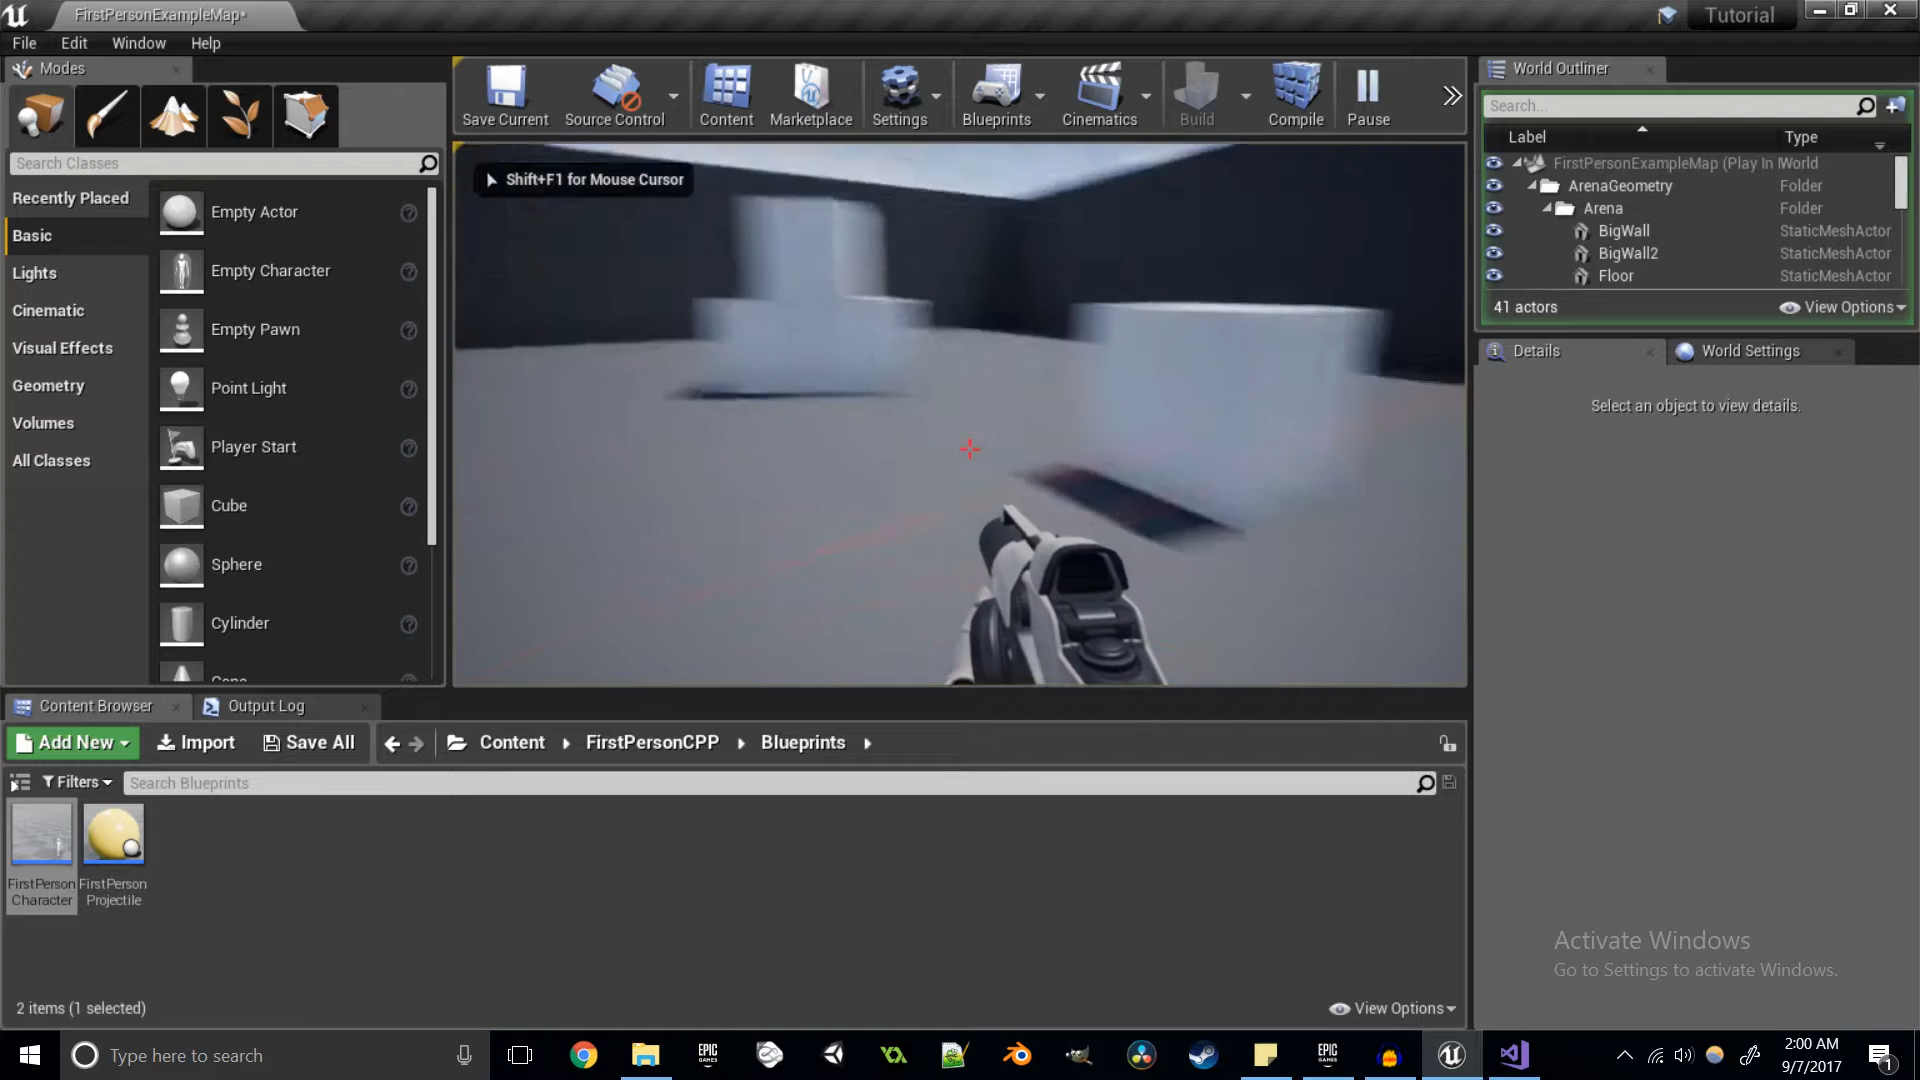 FirstPersonExampleMap*
Tutorial
File Edit Window Help
Modes
Search Classes
Recently Placed
Basic
Lights
Cinematic
Visual Effects
Geometry
Volumes
All Classes
Empty Actor
Empty Character
Empty Pawn
Point Light
Player Start
Cube
Sphere
Cylinder
Save Current
Source Control
Content
Marketplace
Settings
Blueprints
Cinematics
Build
Compile
Pause
Shift+F1 for Mouse Cursor
World Outliner
Search...
Label Type
FirstPersonExampleMap (Play In World
ArenaGeometry Folder
Arena Folder
BigWall StaticMeshActor
BigWall2 StaticMeshActor
Floor StaticMeshActor
41 actors View Options
Details World Settings
Select an object to view details.
Content Browser Output Log
Add New Import Save All Content FirstPersonCPP Blueprints
Filters Search Blueprints
FirstPerson
Character
FirstPerson
Projectile
2 items (1 selected)
View Options
Activate Windows
Go to Settings to activate Windows.
Type here to search
EPIC
GAMES
EPIC
GAMES
2:00 AM
9/7/2017
1